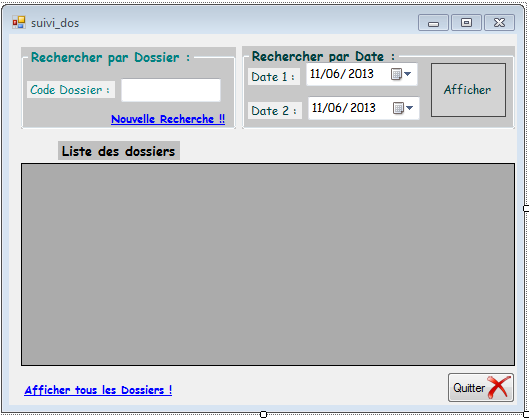 suivi_dos
Rechercher par Dossier :
Code Dossier :
Nouvelle Recherche !!
Rechercher par Date :
Date 1 :
11/06/2013
Date 2 :
11/06/2013
Afficher
Liste des dossiers
Afficher tous les Dossiers !
Quitter